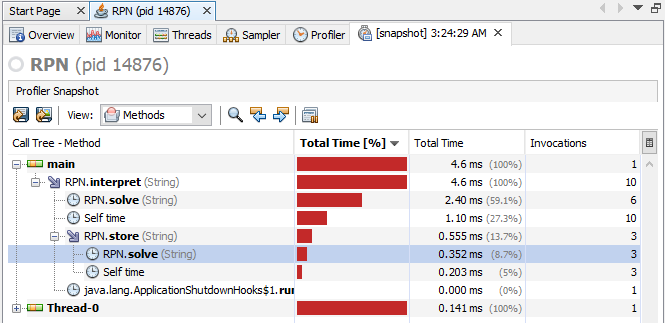 Start Page × RPN (pid 14876) ×
Overview Monitor Threads Sampler Profiler [snapshot] 3:24:29 AM ×
RPN (pid 14876)
Profiler Snapshot
View: Methods
Call Tree - Method Total Time [%] Total Time Invocations
main 4.6 ms (100%) 1
RPN.interpret (String) 4.6 ms (100%) 10
RPN.solve (String) 2.40 ms (59.1%) 6
Self time 1.10 ms (27.3%) 10
RPN.store (String) 0.555 ms (13.7%) 3
RPN.solve (String) 0.352 ms (8.7%) 3
Self time 0.203 ms (5%) 3
java.lang.ApplicationShutdownHooks$1.run 0.000 ms (0%) 1
Thread-0 0.141 ms (100%) 1